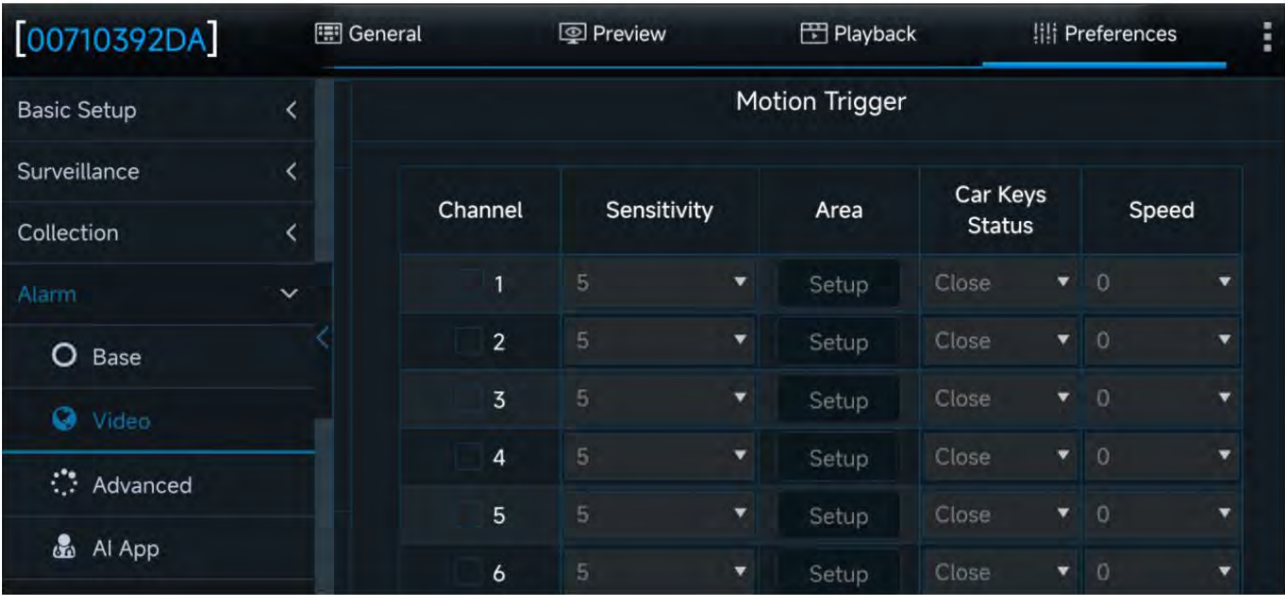 [00710392DA] General Preview Playback Preferences
Basic Setup
Surveillance
Collection
Alarm
Base
Video
Advanced
AI App
Motion Trigger
Channel Sensitivity Area Car Keys Status Speed
1 5 Setup Close 0
2 5 Setup Close 0
3 5 Setup Close 0
4 5 Setup Close 0
5 5 Setup Close 0
6 5 Setup Close 0